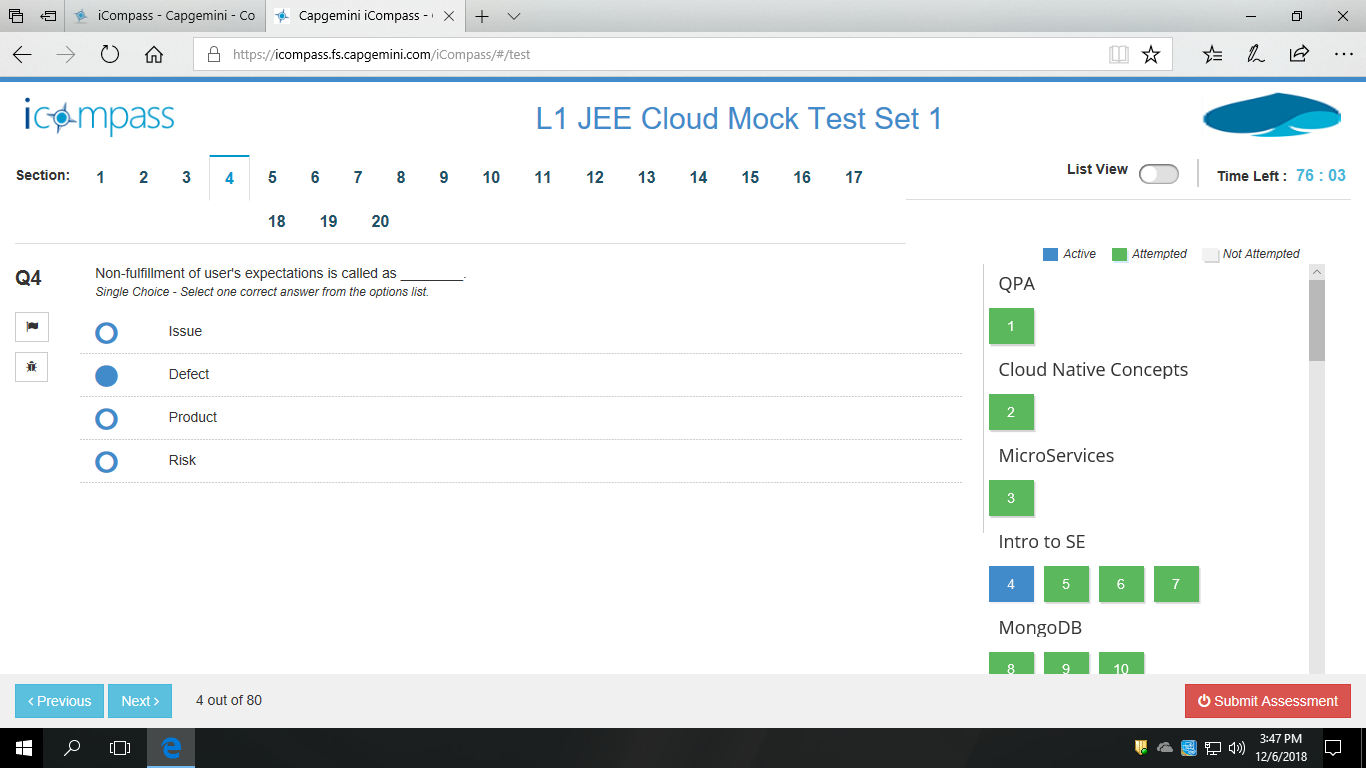 iCompass - Capgemini - Co
Capgemini iCompass - 
https://icompass.fs.capgemini.com/iCompass/#/test
icompass
L1 JEE Cloud Mock Test Set 1
Section: 1 2 3 4 5 6 7 8 9 10 11 12 13 14 15 16 17
18 19 20
List View
Time Left : 76 : 03
Active Attempted Not Attempted
Q4
Non-fulfillment of user's expectations is called as ________.
Single Choice - Select one correct answer from the options list.
Issue
Defect
Product
Risk
QPA
1
Cloud Native Concepts
2
MicroServices
3
Intro to SE
4 5 6 7
MongoDB
8 9 10
< Previous Next > 4 out of 80
Submit Assessment
3:47 PM
12/6/2018